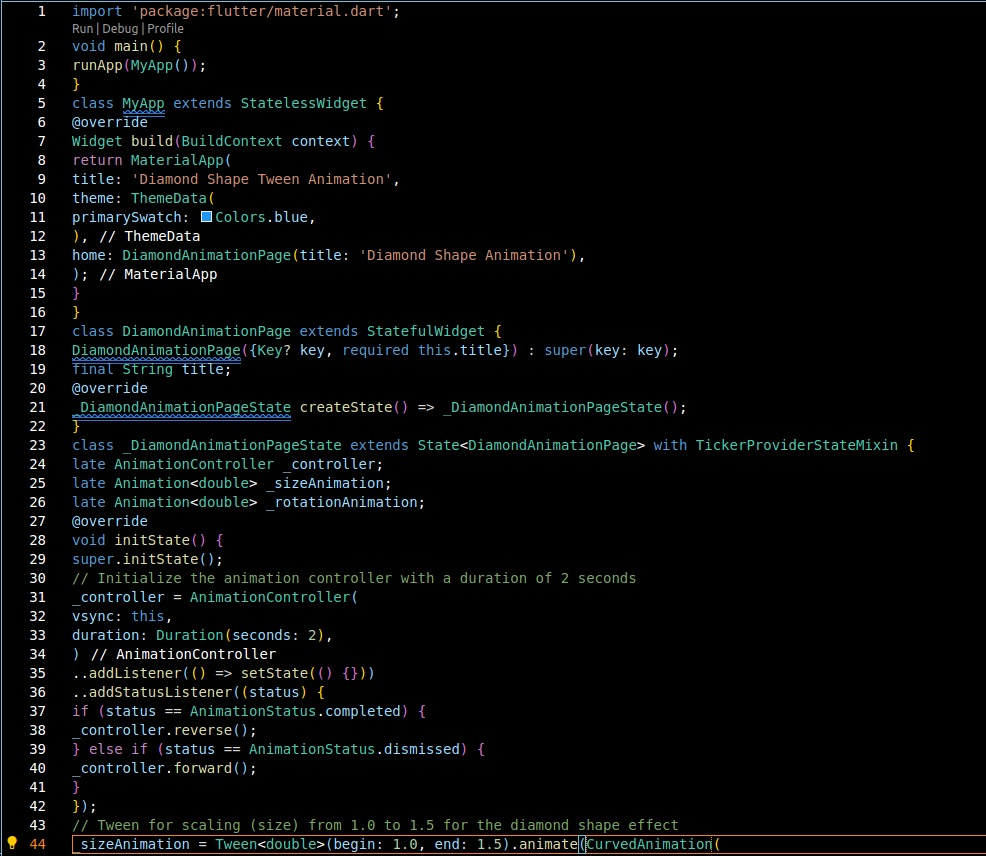 1 import 'package:flutter/material.dart';
Run | Debug | Profile
2 void main() {
3 runApp(MyApp());
4 }
5 class MyApp extends StatelessWidget {
6 @override
7 Widget build(BuildContext context) {
8 return MaterialApp(
9 title: 'Diamond Shape Tween Animation',
10 theme: ThemeData(
11 primarySwatch: Colors.blue,
12 ), // ThemeData
13 home: DiamondAnimationPage(title: 'Diamond Shape Animation'),
14 ); // MaterialApp
15 }
16 }
17 class DiamondAnimationPage extends StatefulWidget {
18 DiamondAnimationPage({Key? key, required this.title}) : super(key: key);
19 final String title;
20 @override
21 _DiamondAnimationPageState createState() => _DiamondAnimationPageState();
22 }
23 class _DiamondAnimationPageState extends State<DiamondAnimationPage> with TickerProviderStateMixin {
24 late AnimationController _controller;
25 late Animation<double> _sizeAnimation;
26 late Animation<double> _rotationAnimation;
27 @override
28 void initState() {
29 super.initState();
30 // Initialize the animation controller with a duration of 2 seconds
31 _controller = AnimationController(
32 vsync: this,
33 duration: Duration(seconds: 2),
34 ) // AnimationController
35 ..addListener(() => setState(() {}))
36 ..addStatusListener((status) {
37 if (status == AnimationStatus.completed) {
38 _controller.reverse();
39 } else if (status == AnimationStatus.dismissed) {
40 _controller.forward();
41 }
42 });
43 // Tween for scaling (size) from 1.0 to 1.5 for the diamond shape effect
44 _sizeAnimation = Tween<double>(begin: 1.0, end: 1.5).animate(CurvedAnimation(